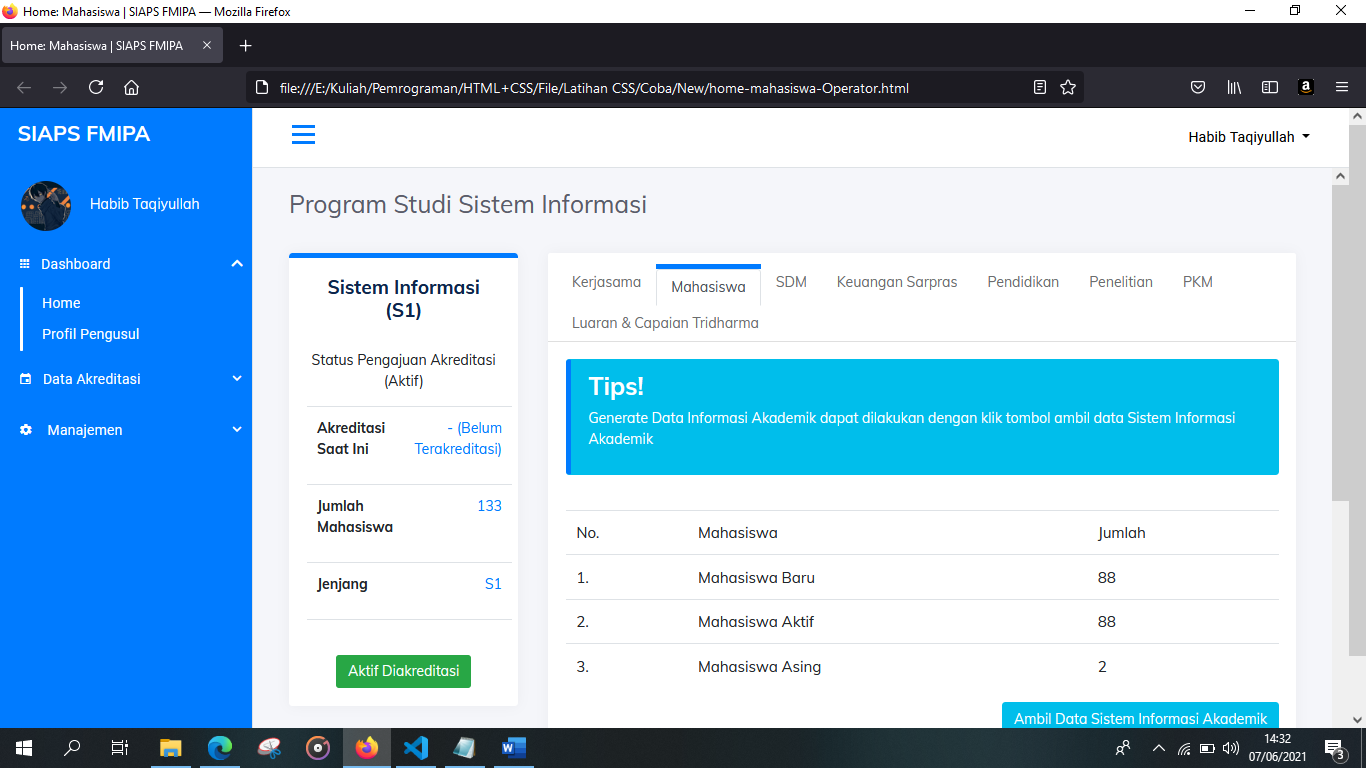 Home: Mahasiswa | SIAPS FMIPA — Mozilla Firefox
Home: Mahasiswa | SIAPS FMIPA
file:///E:/Kuliah/Pemrograman/HTML+CSS/File/Latihan CSS/Coba/New/home-mahasiswa-Operator.html
SIAPS FMIPA
Habib Taqiyullah
Habib Taqiyullah
Dashboard
Home
Profil Pengusul
Data Akreditasi
Manajemen
Program Studi Sistem Informasi
Sistem Informasi
(S1)
Status Pengajuan Akreditasi
(Aktif)
Akreditasi
Saat Ini
- (Belum
Terakreditasi)
Jumlah
Mahasiswa
133
Jenjang
S1
Aktif Diakreditasi
Kerjasama
Mahasiswa
SDM
Keuangan Sarpras
Pendidikan
Penelitian
PKM
Luaran & Capaian Tridharma
Tips!
Generate Data Informasi Akademik dapat dilakukan dengan klik tombol ambil data Sistem Informasi
Akademik
No. Mahasiswa Jumlah
1. Mahasiswa Baru 88
2. Mahasiswa Aktif 88
3. Mahasiswa Asing 2
Ambil Data Sistem Informasi Akademik
14:32
07/06/2021
3